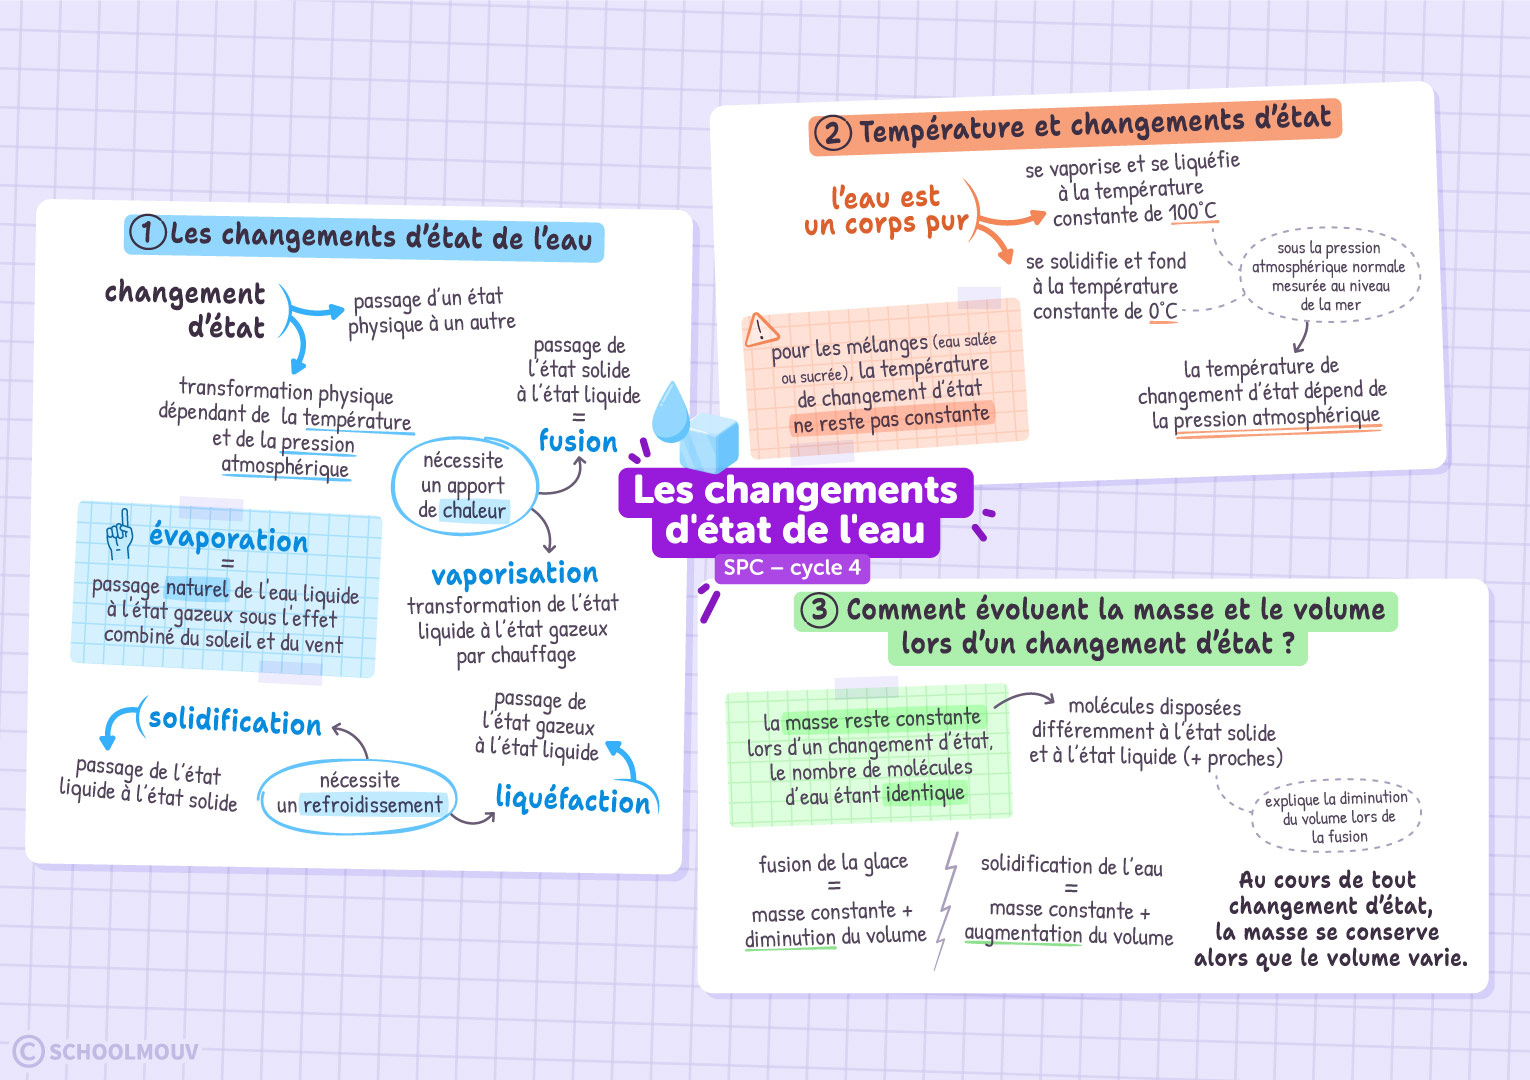 Les changements
d'état de l'eau
SPC – cycle 4
1 Les changements d'état de l'eau
changement
d'état
passage d'un état
physique à un autre
transformation physique
dépendant de la température
et de la pression
atmosphérique
passage de
l'état solide
à l'état liquide
=
fusion
nécessite
un apport
de chaleur
vaporisation
transformation de l'état
liquide à l'état gazeux
par chauffage
évaporation
=
passage naturel de l'eau liquide
à l'état gazeux sous l'effet
combiné du soleil et du vent
solidification
passage de l'état
liquide à l'état solide
nécessite
un refroidissement
passage de
l'état gazeux
à l'état liquide
liquéfaction
2 Température et changements d'état
l'eau est
un corps pur
se vaporise et se liquéfie
à la température
constante de 100°C
se solidifie et fond
à la température
constante de 0°C
sous la pression
atmosphérique normale
mesurée au niveau
de la mer
la température de
changement d'état dépend de
la pression atmosphérique
!
pour les mélanges (eau salée
ou sucrée), la température
de changement d'état
ne reste pas constante
3 Comment évoluent la masse et le volume
lors d'un changement d'état ?
la masse reste constante
lors d'un changement d'état,
le nombre de molécules
d'eau étant identique
molécules disposées
différemment à l'état solide
et à l'état liquide (+ proches)
explique la diminution
du volume lors de
la fusion
fusion de la glace
=
masse constante +
diminution du volume
solidification de l'eau
=
masse constante +
augmentation du volume
Au cours de tout
changement d'état,
la masse se conserve
alors que le volume varie.
© SCHOOLMOUV